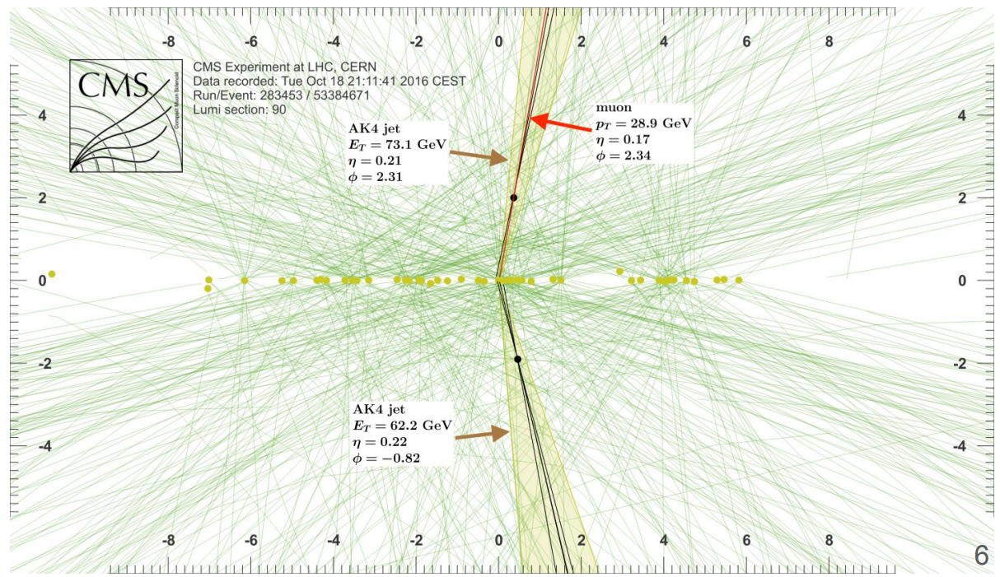 -8 -6 -4 -2 0 2 4 6 8
CMS
Compact Muon Solenoid
CMS Experiment at LHC, CERN
Data recorded: Tue Oct 18 21:11:41 2016 CEST
Run/Event: 283453 / 53384671
Lumi section: 90
muon
p_T = 28.9 GeV
η = 0.17
ϕ = 2.34
AK4 jet
E_T = 73.1 GeV
η = 0.21
ϕ = 2.31
4 4
2 2
0 0
-2 -2
AK4 jet
E_T = 62.2 GeV
η = 0.22
ϕ = −0.82
-4 -4
-8 -6 -4 -2 0 2 4 6 8
6